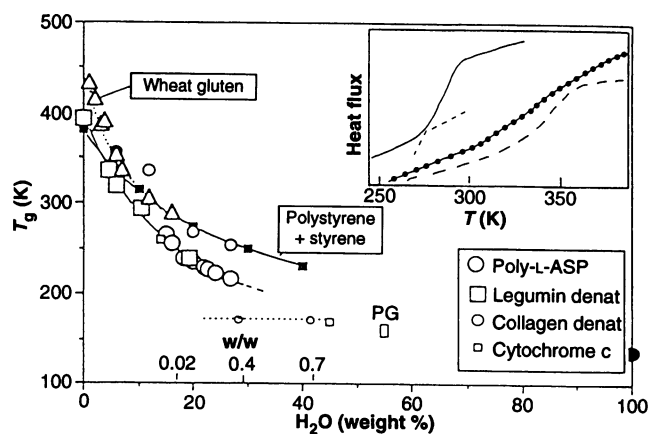 500
400
300
200
100
Tg (K)
Wheat gluten
Polystyrene
+ styrene
PG
w/w
0.02 0.4 0.7
0 20 40 60 80 100
H2O (weight %)
Heat flux
250 300 350
T (K)
Poly-L-ASP
Legumin denat
Collagen denat
Cytochrome c